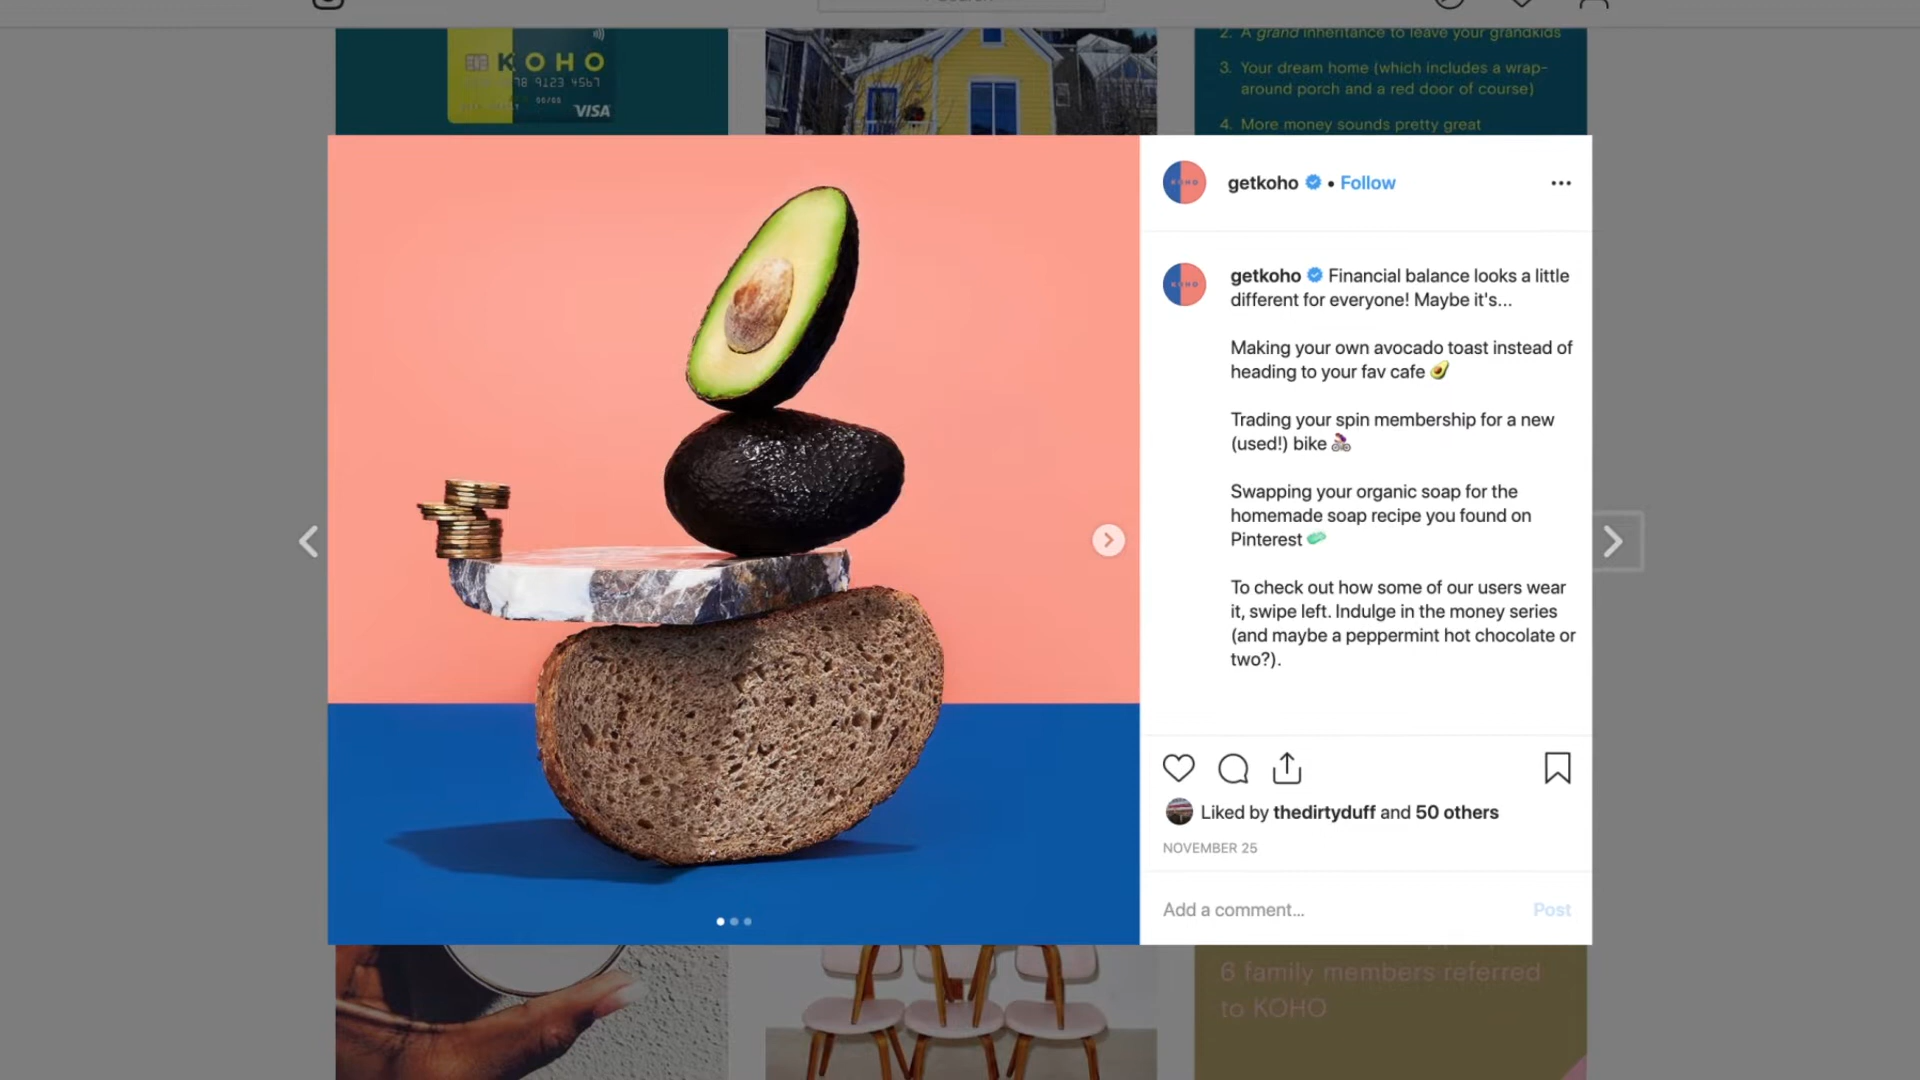 KOHO
78 9123 4567
VISA
2. A grand inheritance to leave your grandkids
3. Your dream home (which includes a wrap-
around porch and a red door of course)
4. More money sounds pretty great
getkoho • Follow
getkoho Financial balance looks a little
different for everyone! Maybe it's...
Making your own avocado toast instead of
heading to your fav cafe 🥑
Trading your spin membership for a new
(used!) bike 🚴🏽‍♀️
Swapping your organic soap for the
homemade soap recipe you found on
Pinterest 🧼
To check out how some of our users wear
it, swipe left. Indulge in the money series
(and maybe a peppermint hot chocolate or
two?).
Liked by thedirtyduff and 50 others
NOVEMBER 25
Add a comment...
Post
6 family members referred
to KOHO